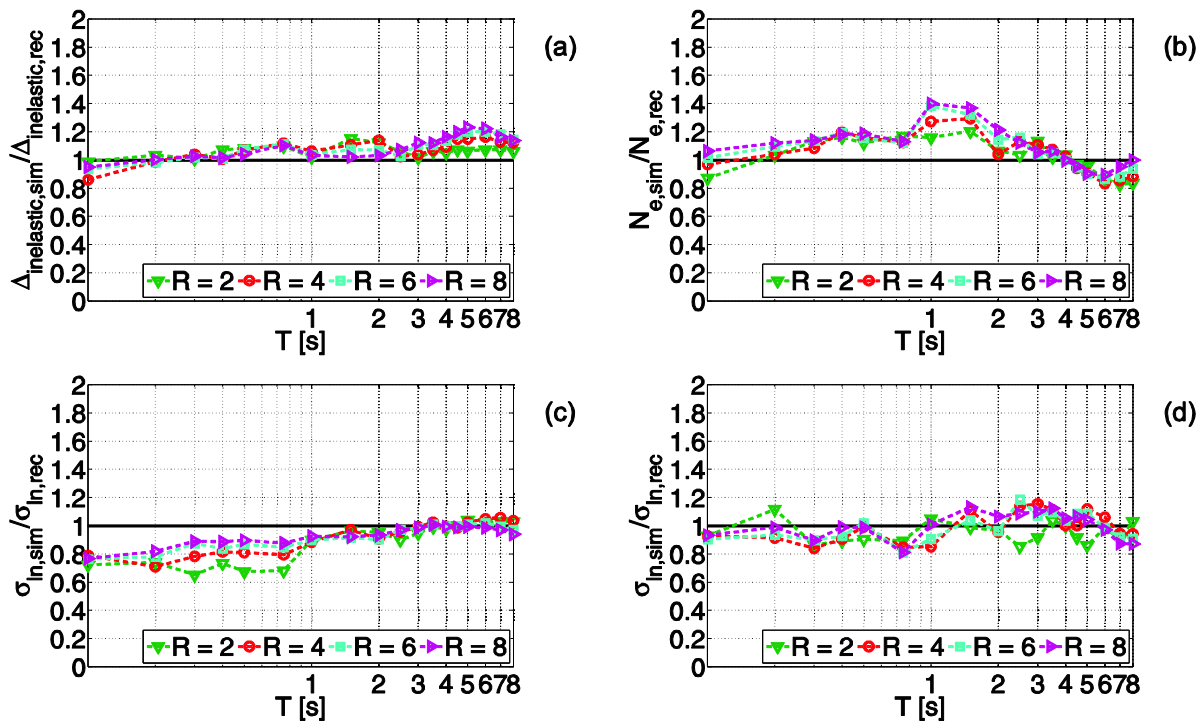 2
1.8
1.6
1.4
1.2
1
0.8
0.6
0.4
0.2
0
Δinelastic,sim/Δinelastic,rec
R = 2 R = 4 R = 6 R = 8
1 2 3 4 5 6 7 8
T [s]
(a)
2
1.8
1.6
1.4
1.2
1
0.8
0.6
0.4
0.2
0
Ne,sim/Ne,rec
R = 2 R = 4 R = 6 R = 8
1 2 3 4 5 6 7 8
T [s]
(b)
2
1.8
1.6
1.4
1.2
1
0.8
0.6
0.4
0.2
0
σln,sim/σln,rec
R = 2 R = 4 R = 6 R = 8
1 2 3 4 5 6 7 8
T [s]
(c)
2
1.8
1.6
1.4
1.2
1
0.8
0.6
0.4
0.2
0
σln,sim/σln,rec
R = 2 R = 4 R = 6 R = 8
1 2 3 4 5 6 7 8
T [s]
(d)